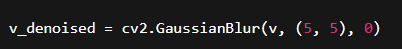 v_denoised = cv2.GaussianBlur(v, (5, 5), 0)